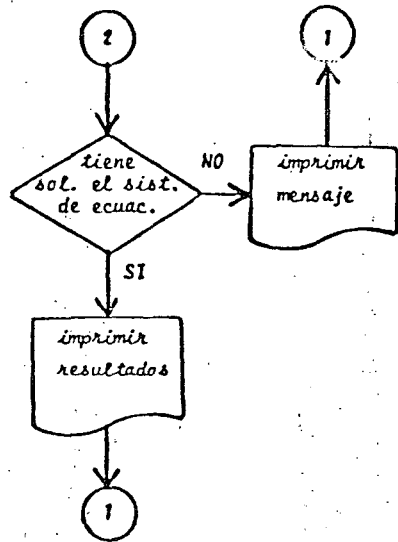 2
1
tiene
sol. el sist.
de ecuac.
NO
imprimir
mensaje
SI
imprimir
resultados
1